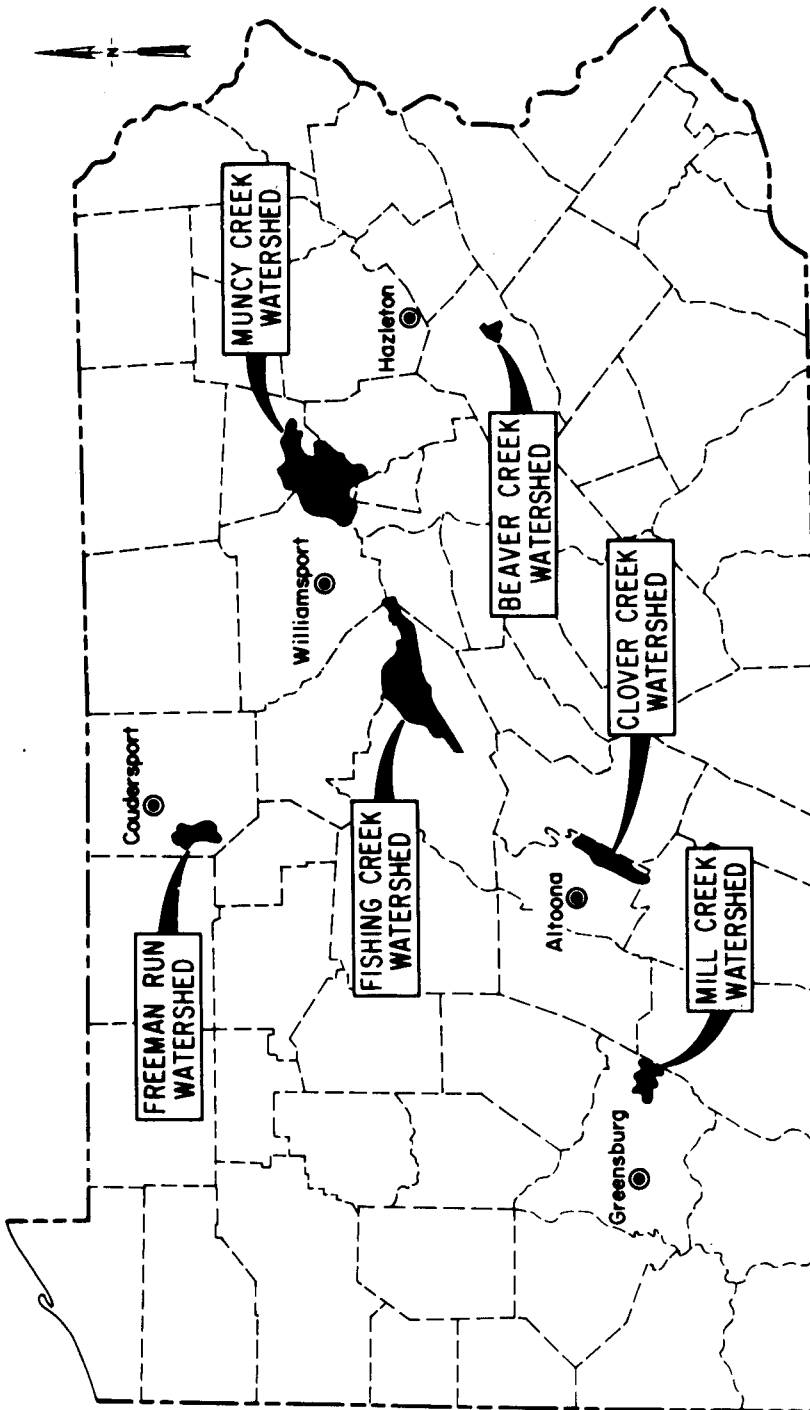 N
MUNCY CREEK
WATERSHED
Hazleton
Williamsport
BEAVER CREEK
WATERSHED
Coudersport
CLOVER CREEK
WATERSHED
FISHING CREEK
WATERSHED
FREEMAN RUN
WATERSHED
Altoona
MILL CREEK
WATERSHED
Greensburg